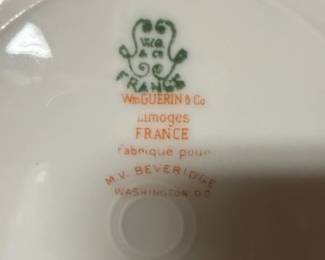 W.G.
& Co
FRANCE
Wm GUERIN & Co
Limoges
FRANCE
Fabriqué pour
M. V. BEVERIDGE
WASHINGTON, D.C.